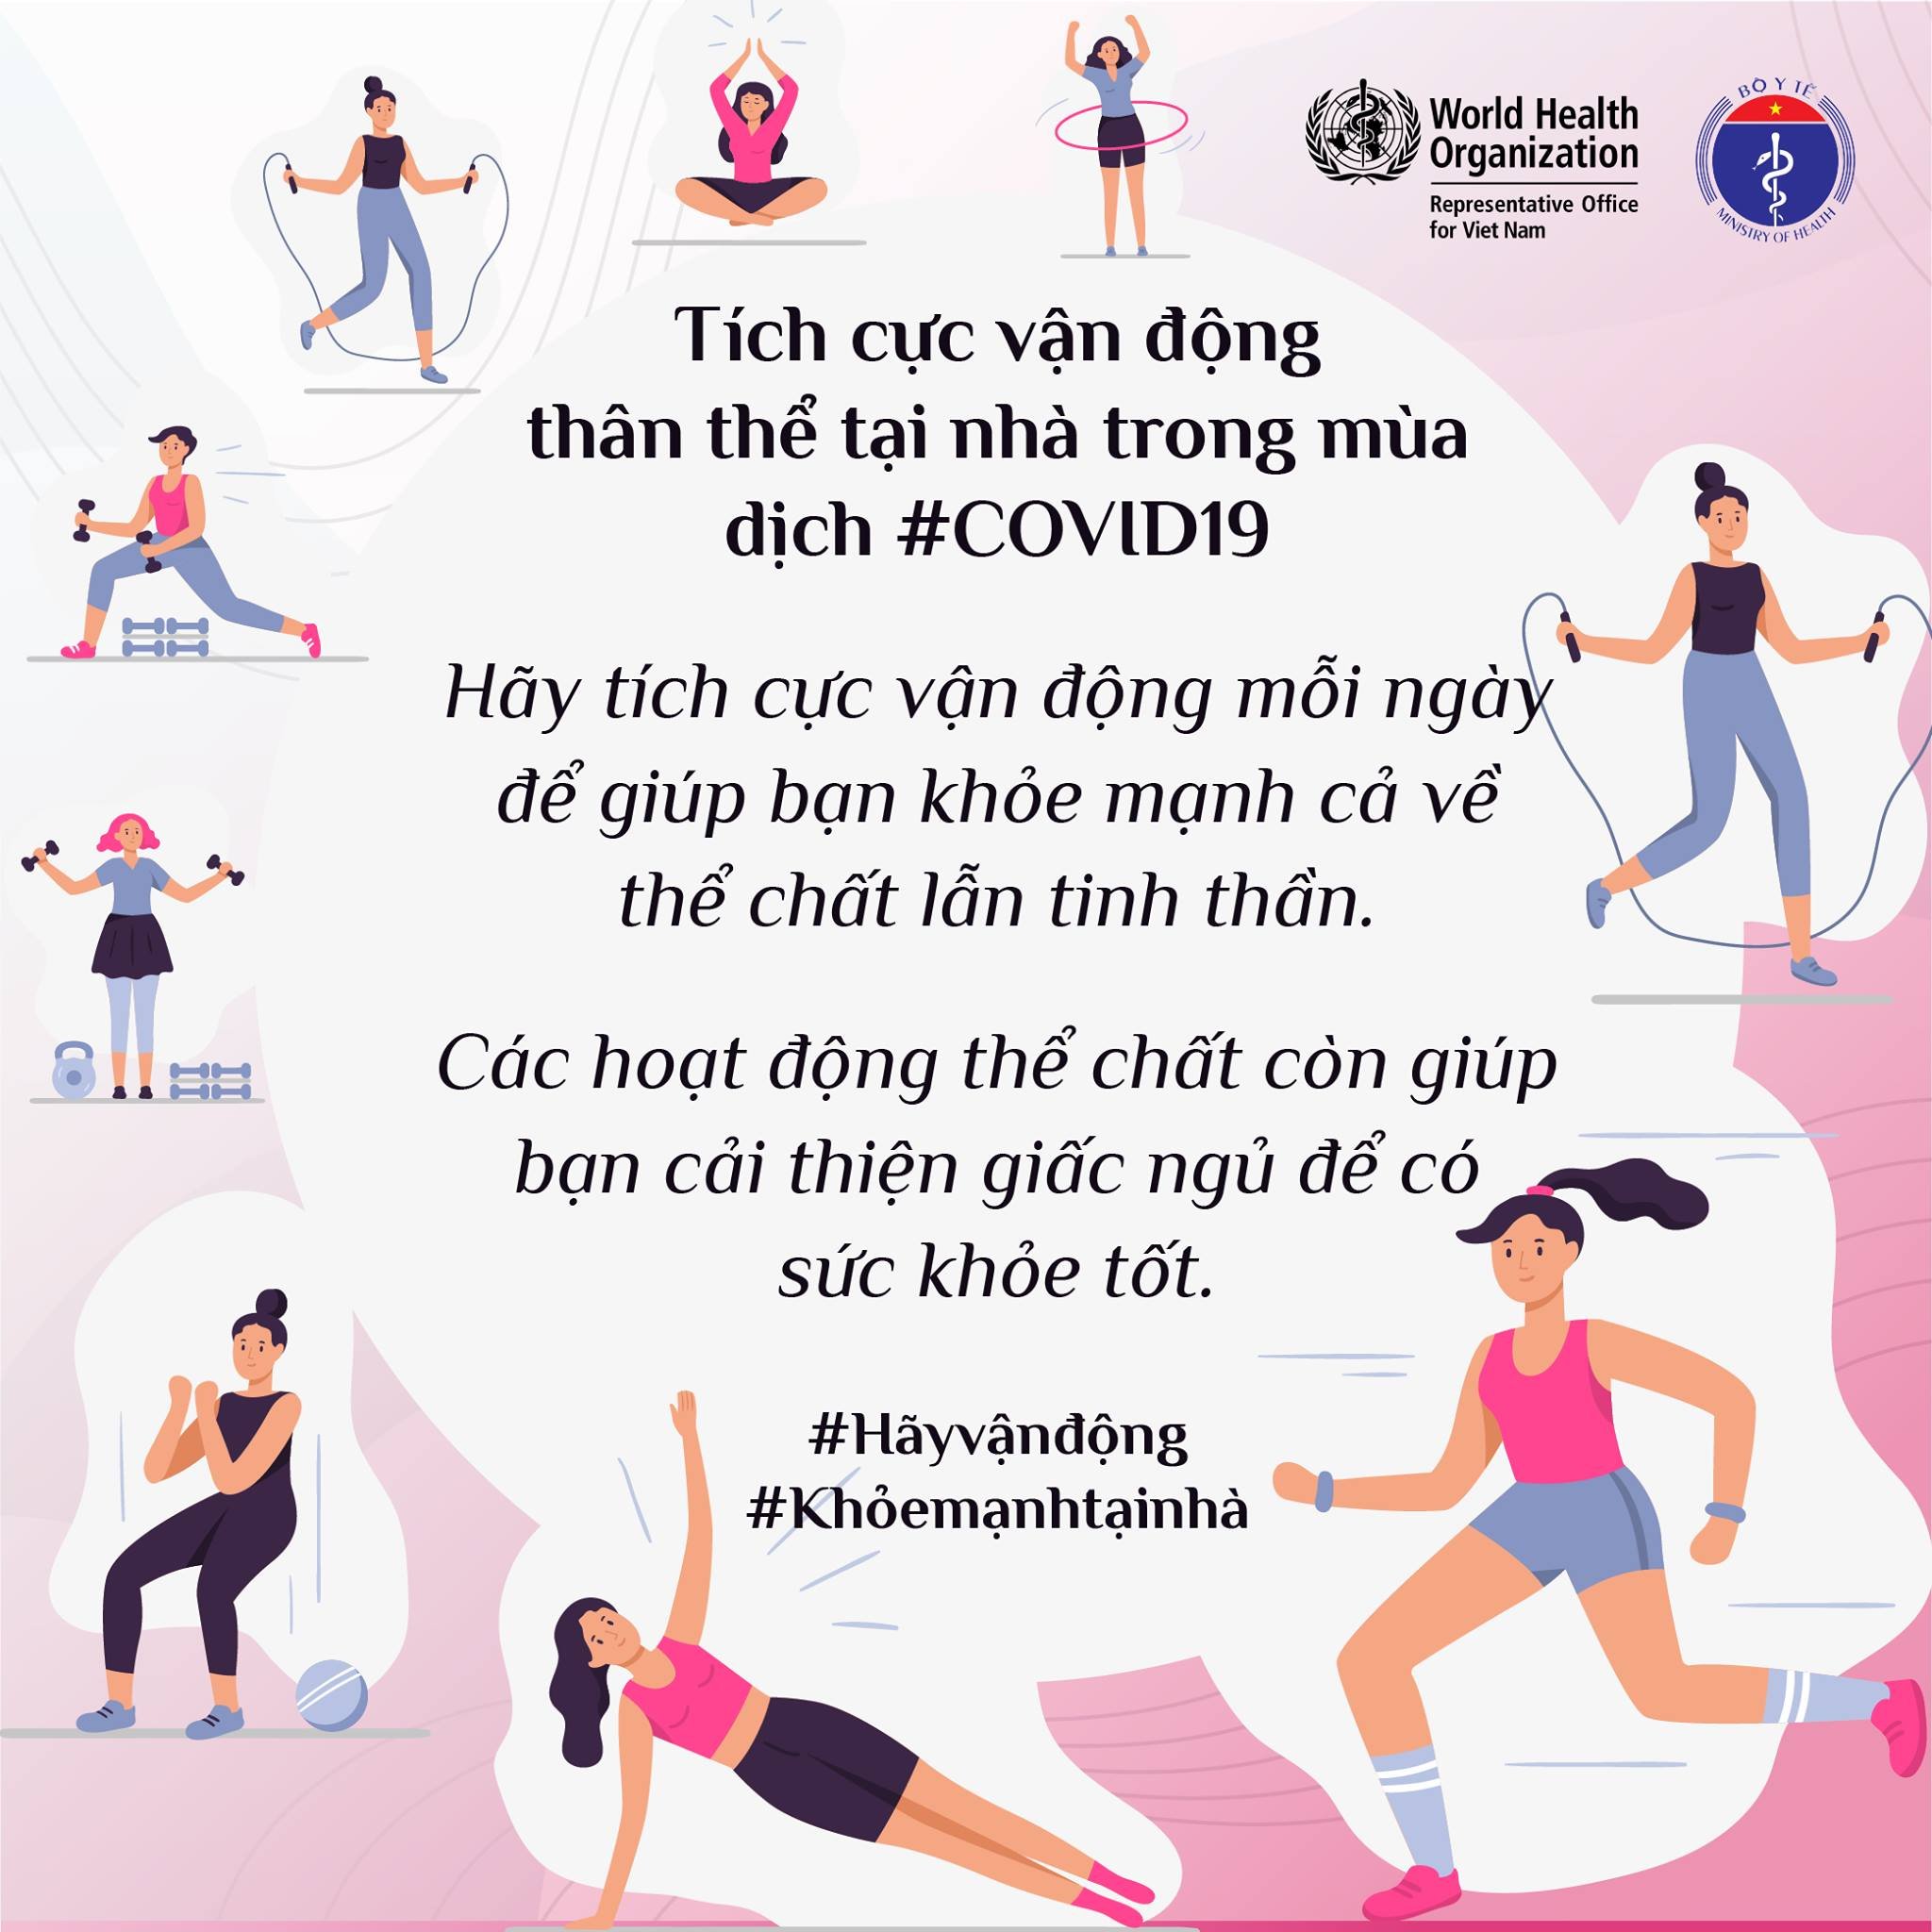 World Health
Organization
Representative Office
for Viet Nam
BỘ Y TẾ
MINISTRY OF HEALTH
Tích cực vận động
thân thể tại nhà trong mùa
dịch #COVID19
Hãy tích cực vận động mỗi ngày
để giúp bạn khỏe mạnh cả về
thể chất lẫn tinh thần.
Các hoạt động thể chất còn giúp
bạn cải thiện giấc ngủ để có
sức khỏe tốt.
#Hãyvậnđộng
#Khỏemạnhtạinhà